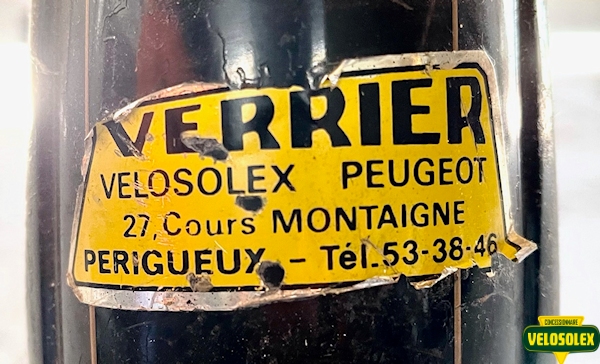 VERRIER
VELOSOLEX PEUGEOT
27, Cours MONTAIGNE
PERIGUEUX - Tél. 53-38-46
CONCESSIONNAIRE
VELOSOLEX